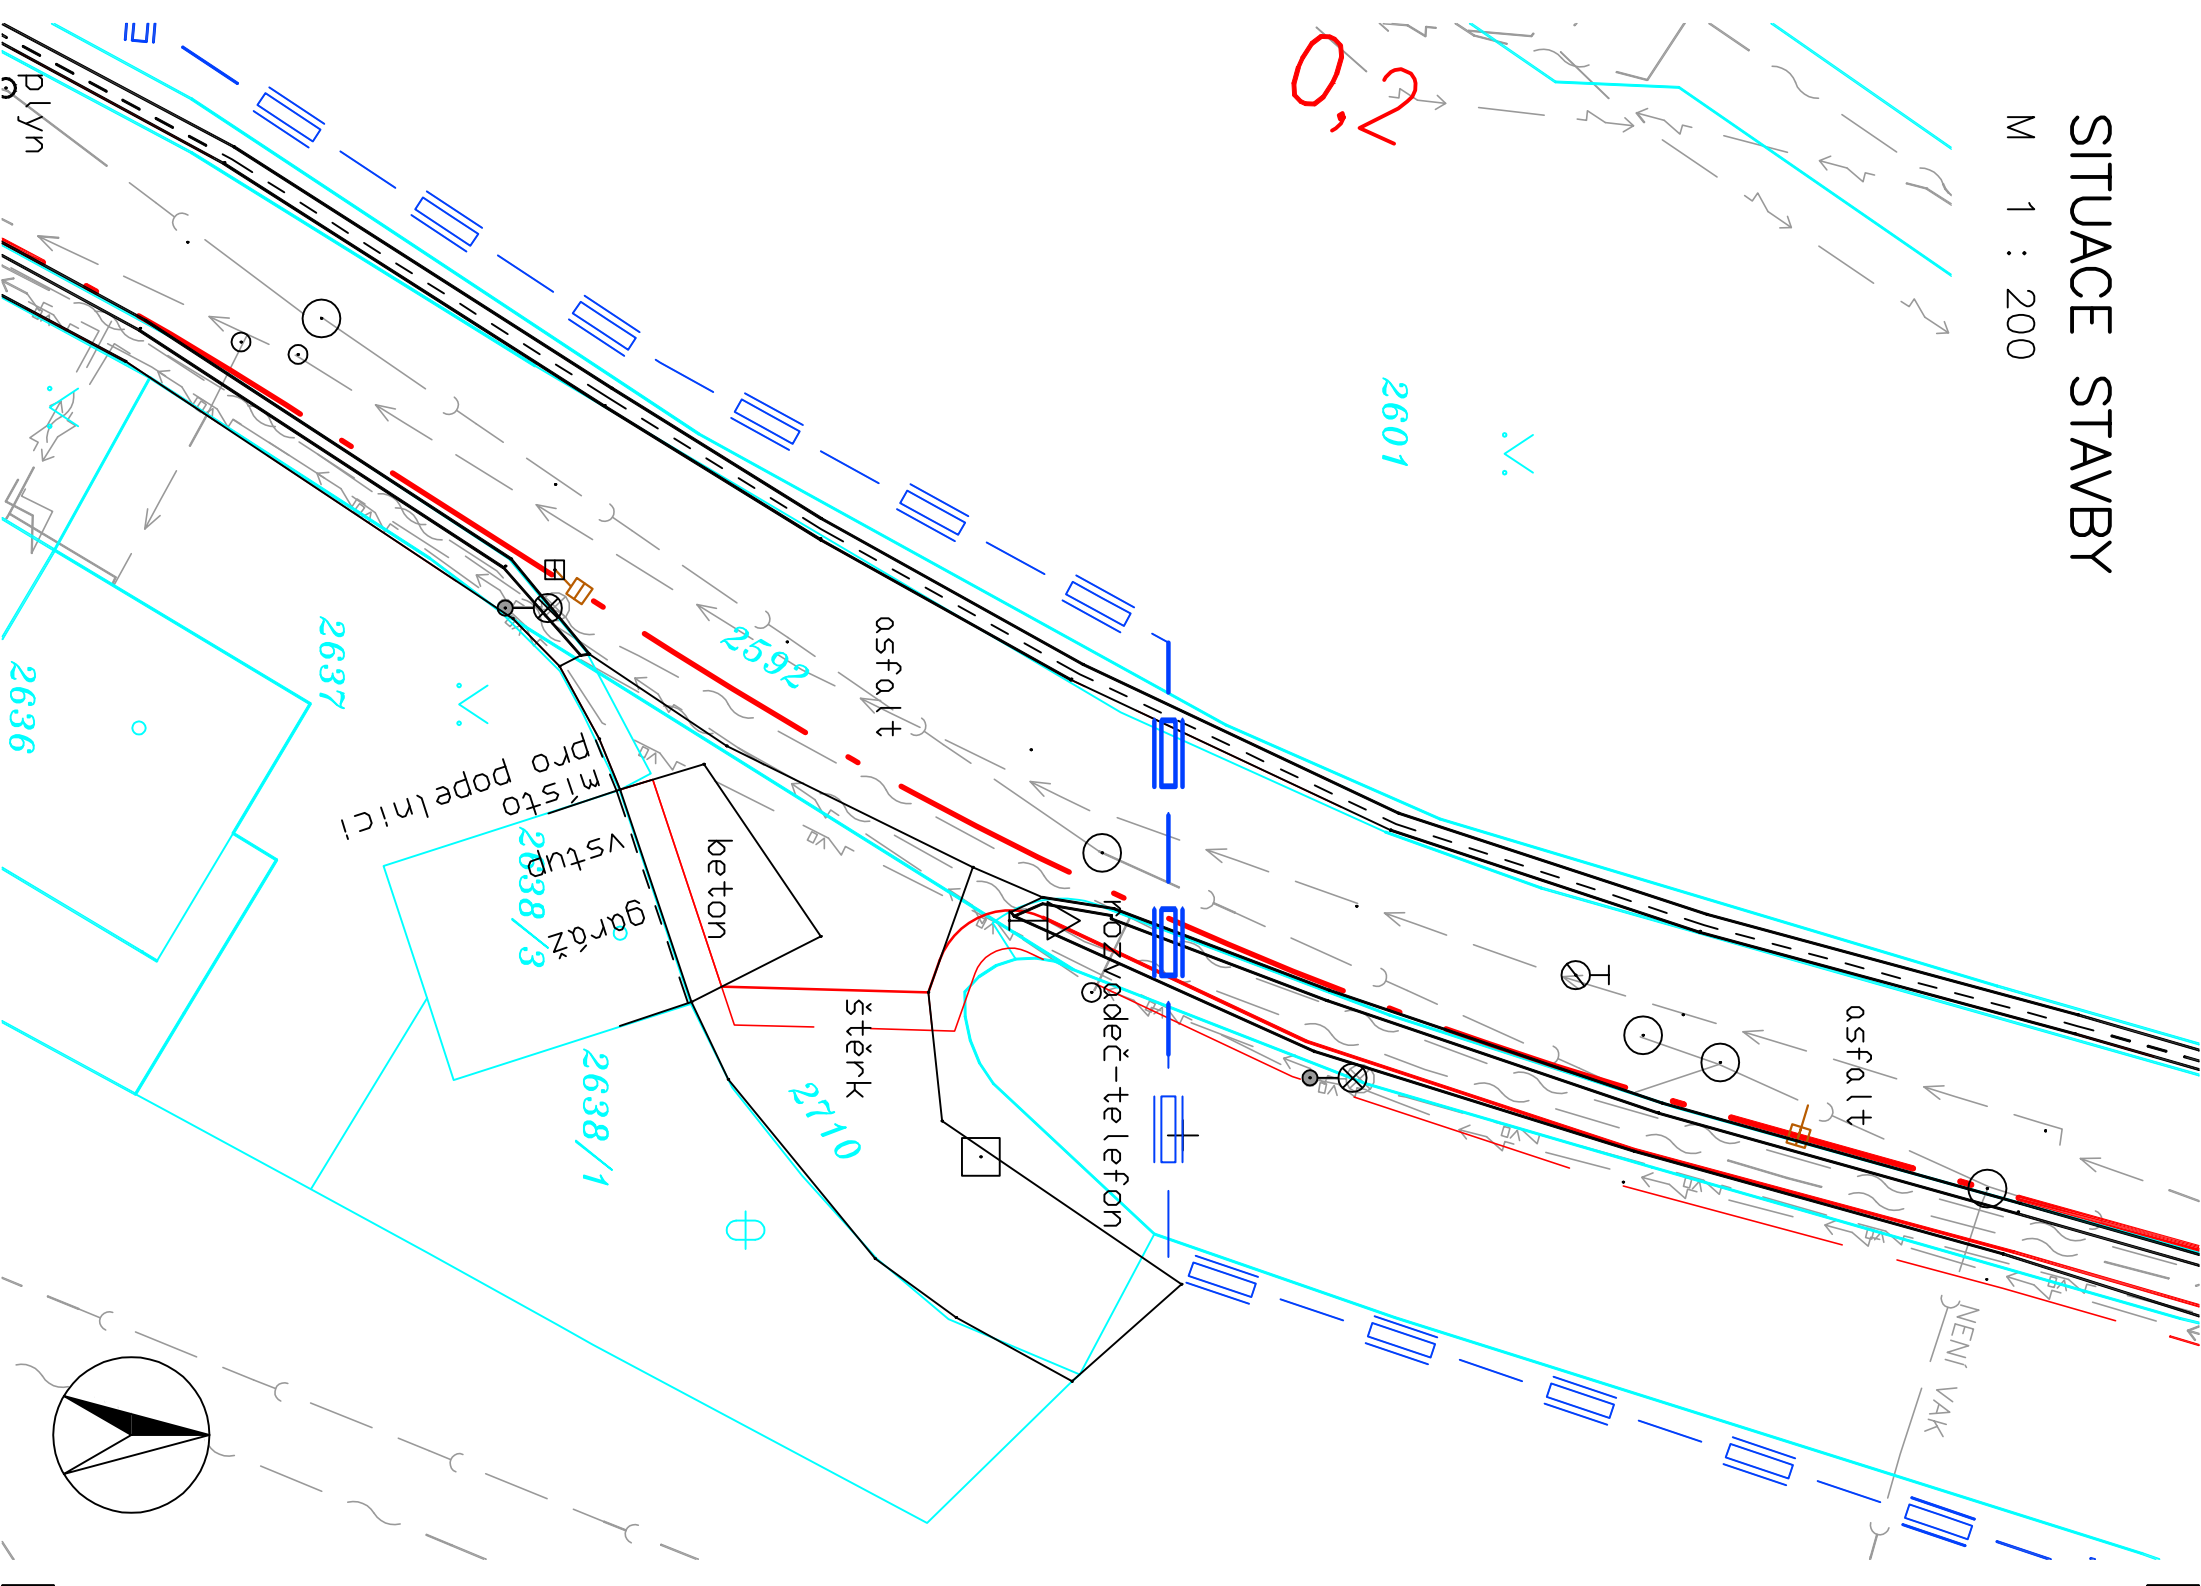 SITUACE STAVBY
M 1 : 200
0,2
2601
plyn
asfalt
2592
2637
2636
místo
pro popelnici
vstup
2638/3
garáž
beton
štěrk
rozvoděč-telefon
asfalt
2638/1
2710
NENÍ VAK